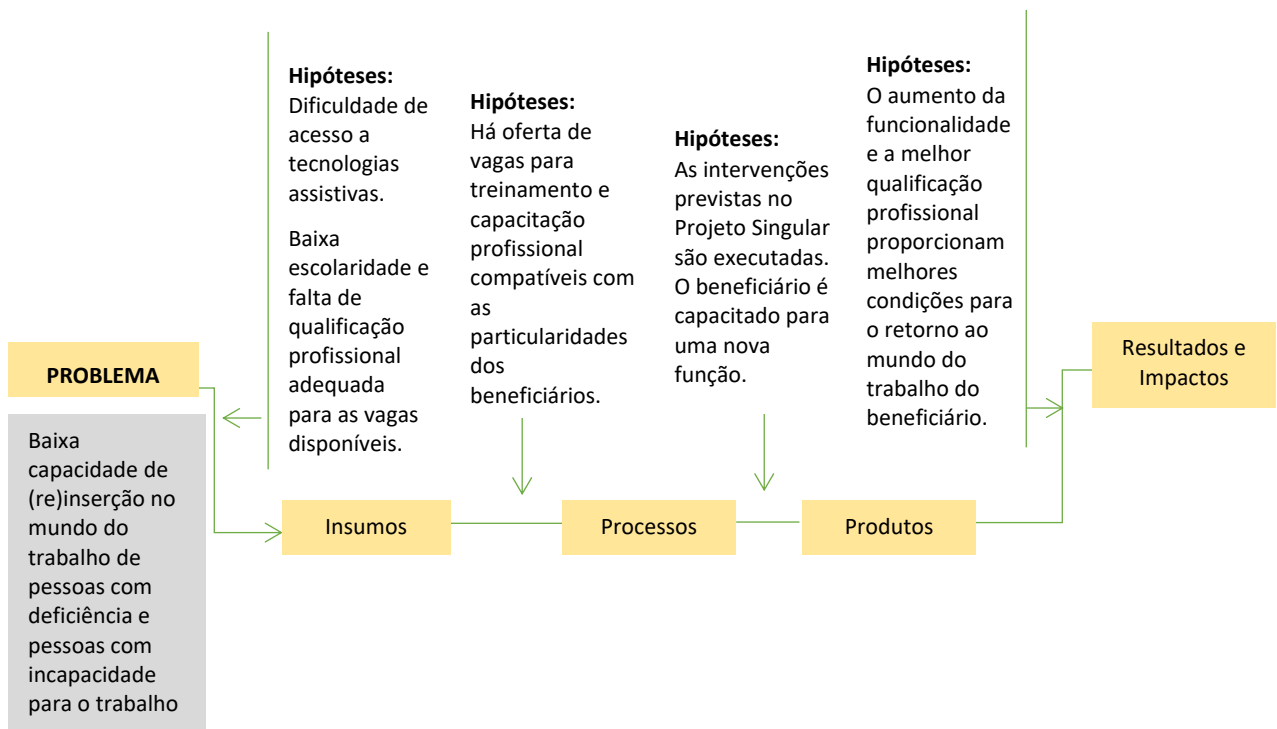 PROBLEMA
Baixa
capacidade de
(re)inserção no
mundo do
trabalho de
pessoas com
deficiência e
pessoas com
incapacidade
para o trabalho
Hipóteses:
Dificuldade de
acesso a
tecnologias
assistivas.
Baixa
escolaridade e
falta de
qualificação
profissional
adequada
para as vagas
disponíveis.
Insumos
Hipóteses:
Há oferta de
vagas para
treinamento e
capacitação
profissional
compatíveis com
as
particularidades
dos
beneficiários.
Processos
Hipóteses:
As intervenções
previstas no
Projeto Singular
são executadas.
O beneficiário é
capacitado para
uma nova
função.
Produtos
Hipóteses:
O aumento da
funcionalidade
e a melhor
qualificação
profissional
proporcionam
melhores
condições para
o retorno ao
mundo do
trabalho do
beneficiário.
Resultados e
Impactos